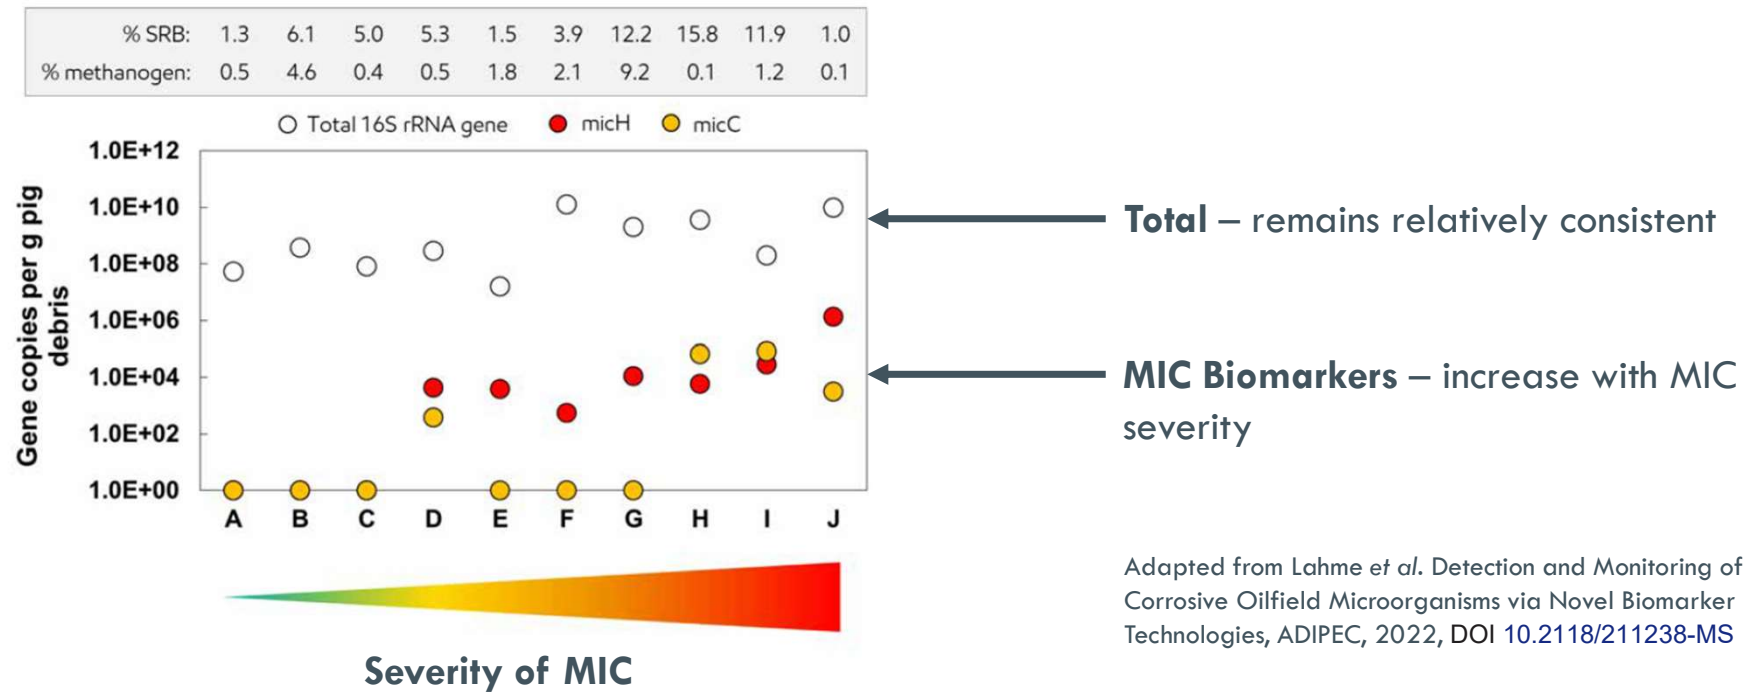 % SRB: 1.3 6.1 5.0 5.3 1.5 3.9 12.2 15.8 11.9 1.0
% methanogen: 0.5 4.6 0.4 0.5 1.8 2.1 9.2 0.1 1.2 0.1
Total 16S rRNA gene micH micC
Gene copies per g pig
debris
1.0E+12
1.0E+10
1.0E+08
1.0E+06
1.0E+04
1.0E+02
1.0E+00
A B C D E F G H I J
Severity of MIC
Total – remains relatively consistent
MIC Biomarkers – increase with MIC
severity
Adapted from Lahme et al. Detection and Monitoring of
Corrosive Oilfield Microorganisms via Novel Biomarker
Technologies, ADIPEC, 2022, DOI 10.2118/211238-MS